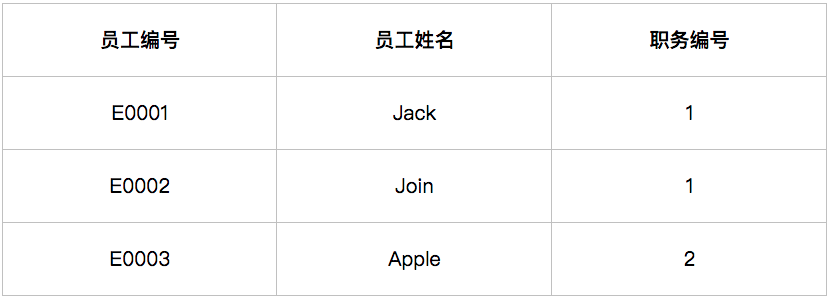 员工编号 员工姓名 职务编号
E0001 Jack 1
E0002 Join 1
E0003 Apple 2